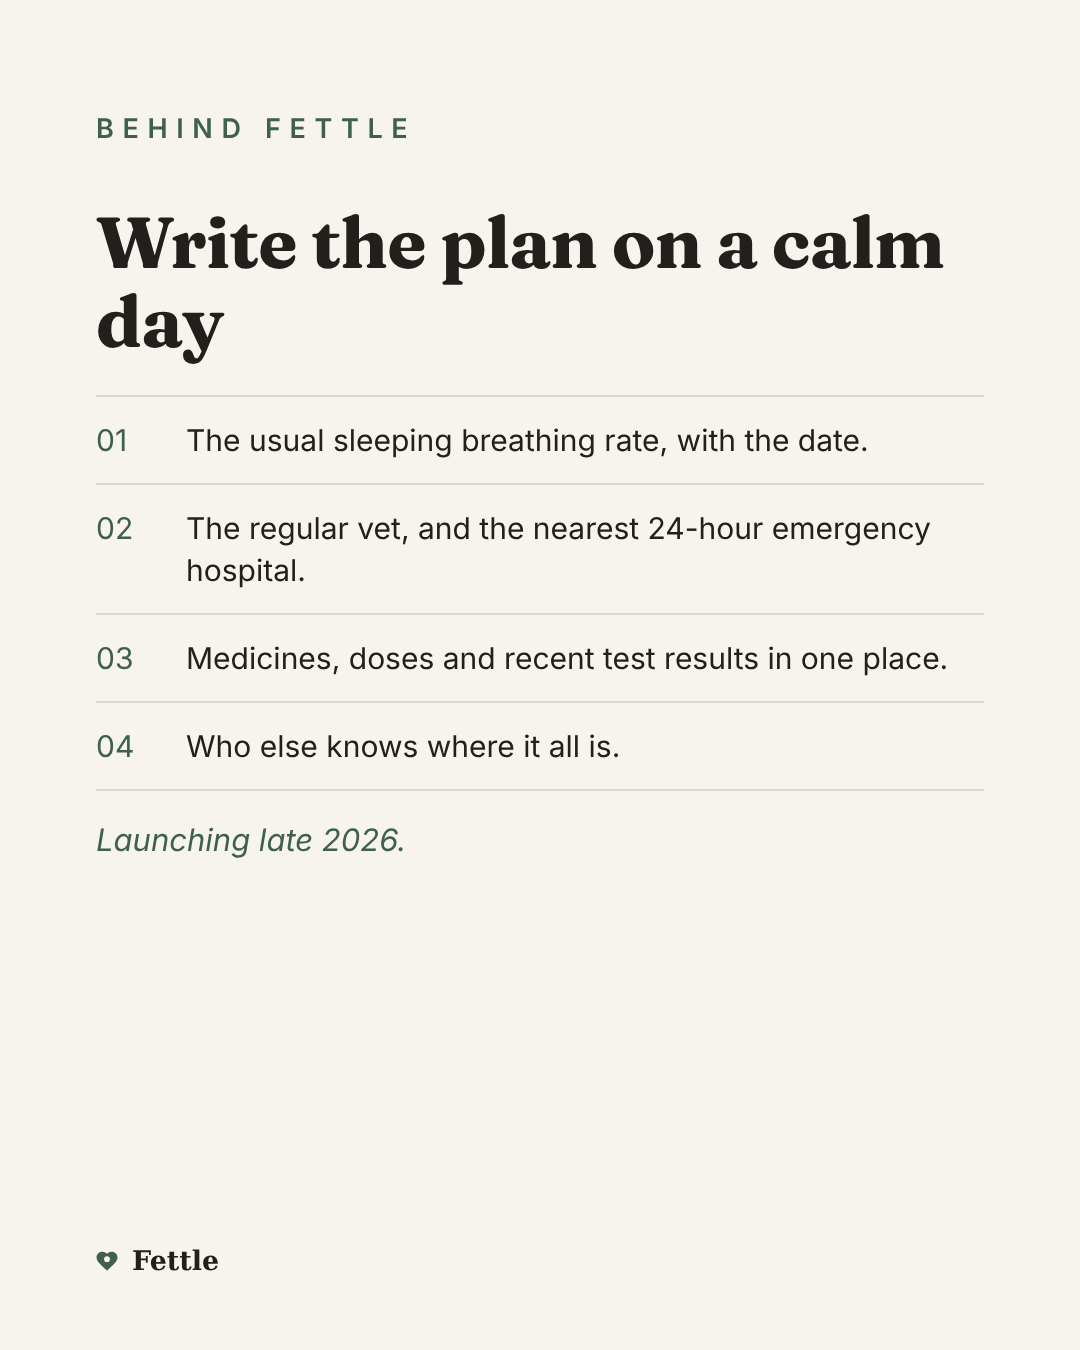 BEHIND FETTLE
Write the plan on a calm
day
01 The usual sleeping breathing rate, with the date.
02 The regular vet, and the nearest 24-hour emergency
hospital.
03 Medicines, doses and recent test results in one place.
04 Who else knows where it all is.
Launching late 2026.
Fettle